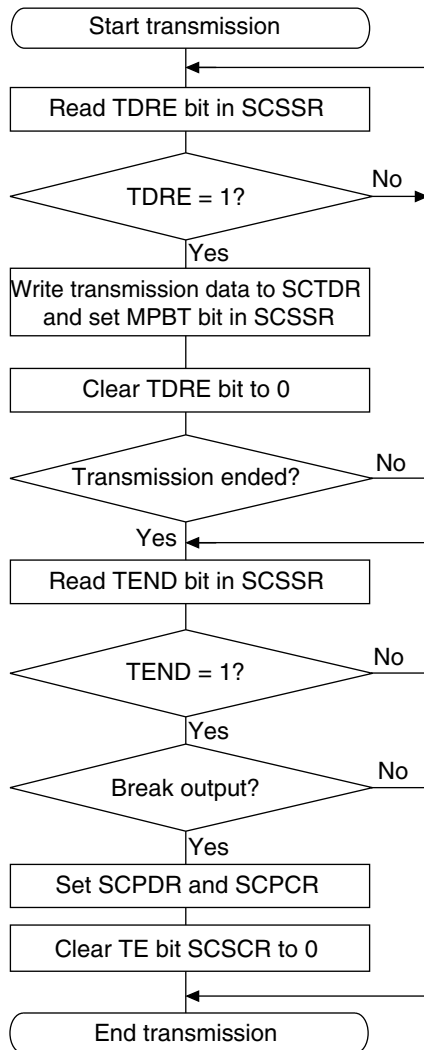 Start transmission
Read TDRE bit in SCSSR
TDRE = 1?
No
Yes
Write transmission data to SCTDR
and set MPBT bit in SCSSR
Clear TDRE bit to 0
Transmission ended?
No
Yes
Read TEND bit in SCSSR
TEND = 1?
No
Yes
Break output?
No
Yes
Set SCPDR and SCPCR
Clear TE bit SCSCR to 0
End transmission